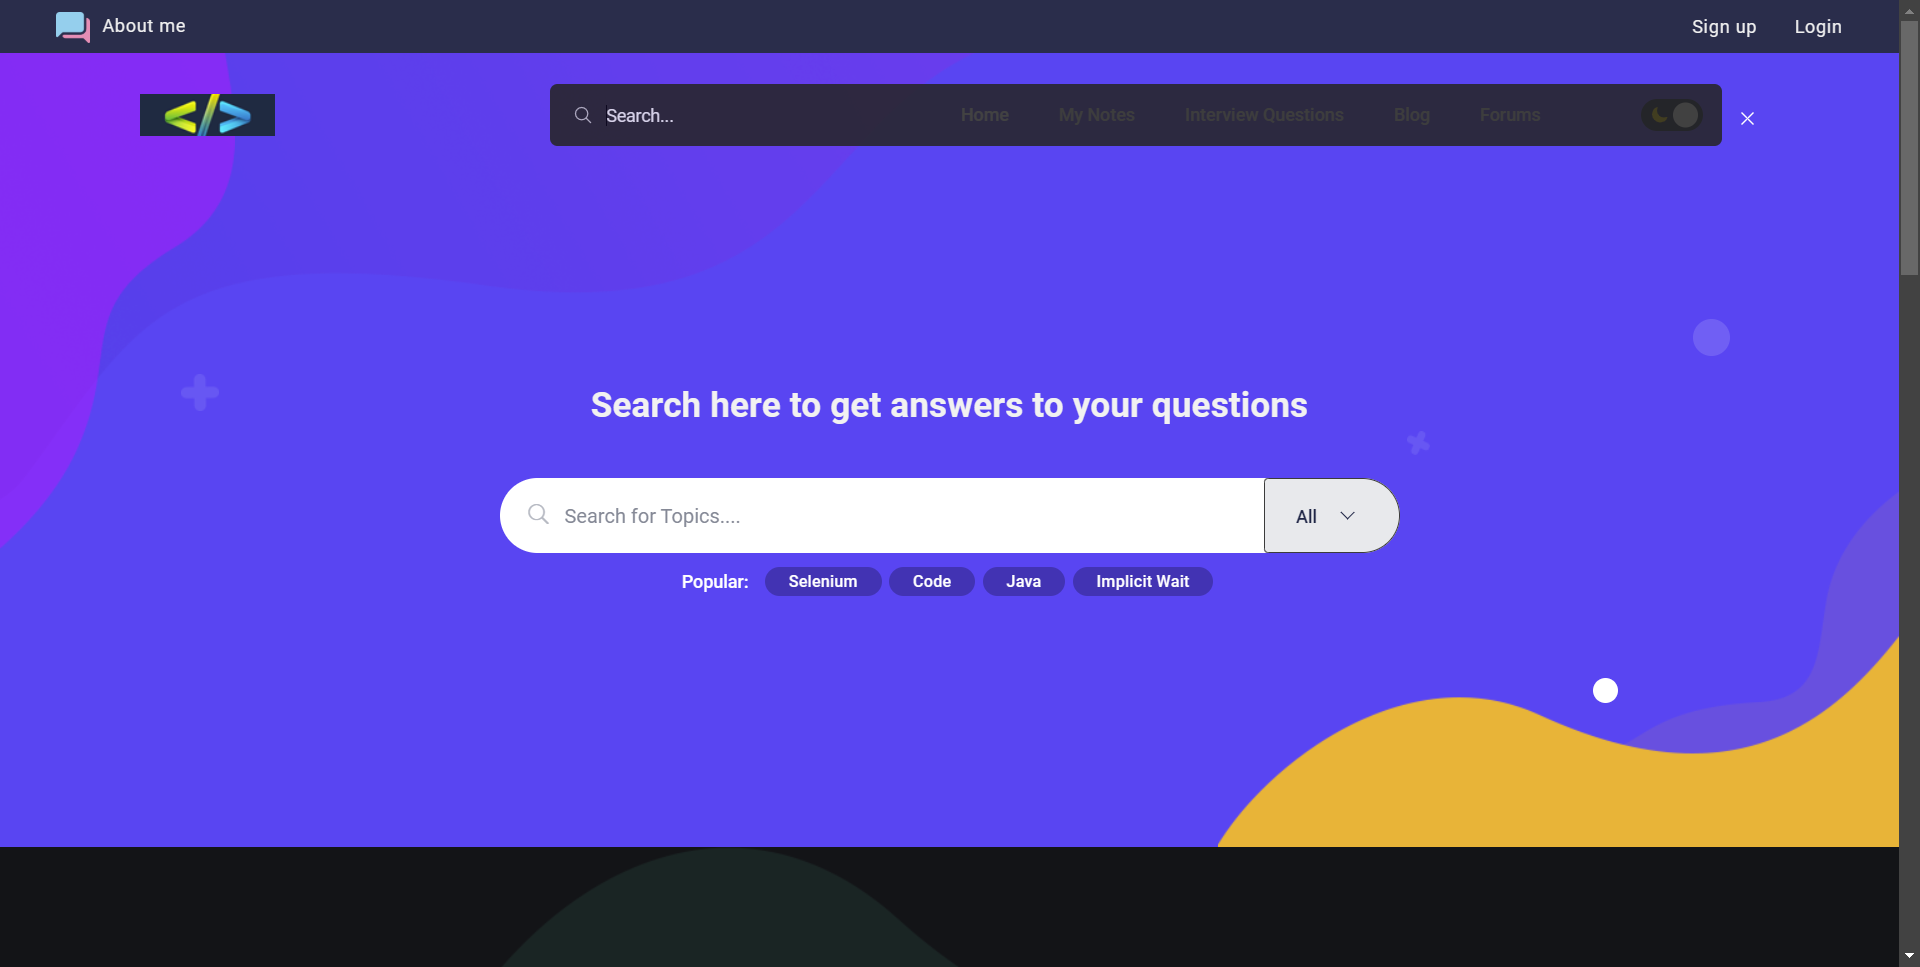 About me
Sign up Login
</>
Search... Home My Notes Interview Questions Blog Forums
Search here to get answers to your questions
Search for Topics.... All
Popular: Selenium Code Java Implicit Wait